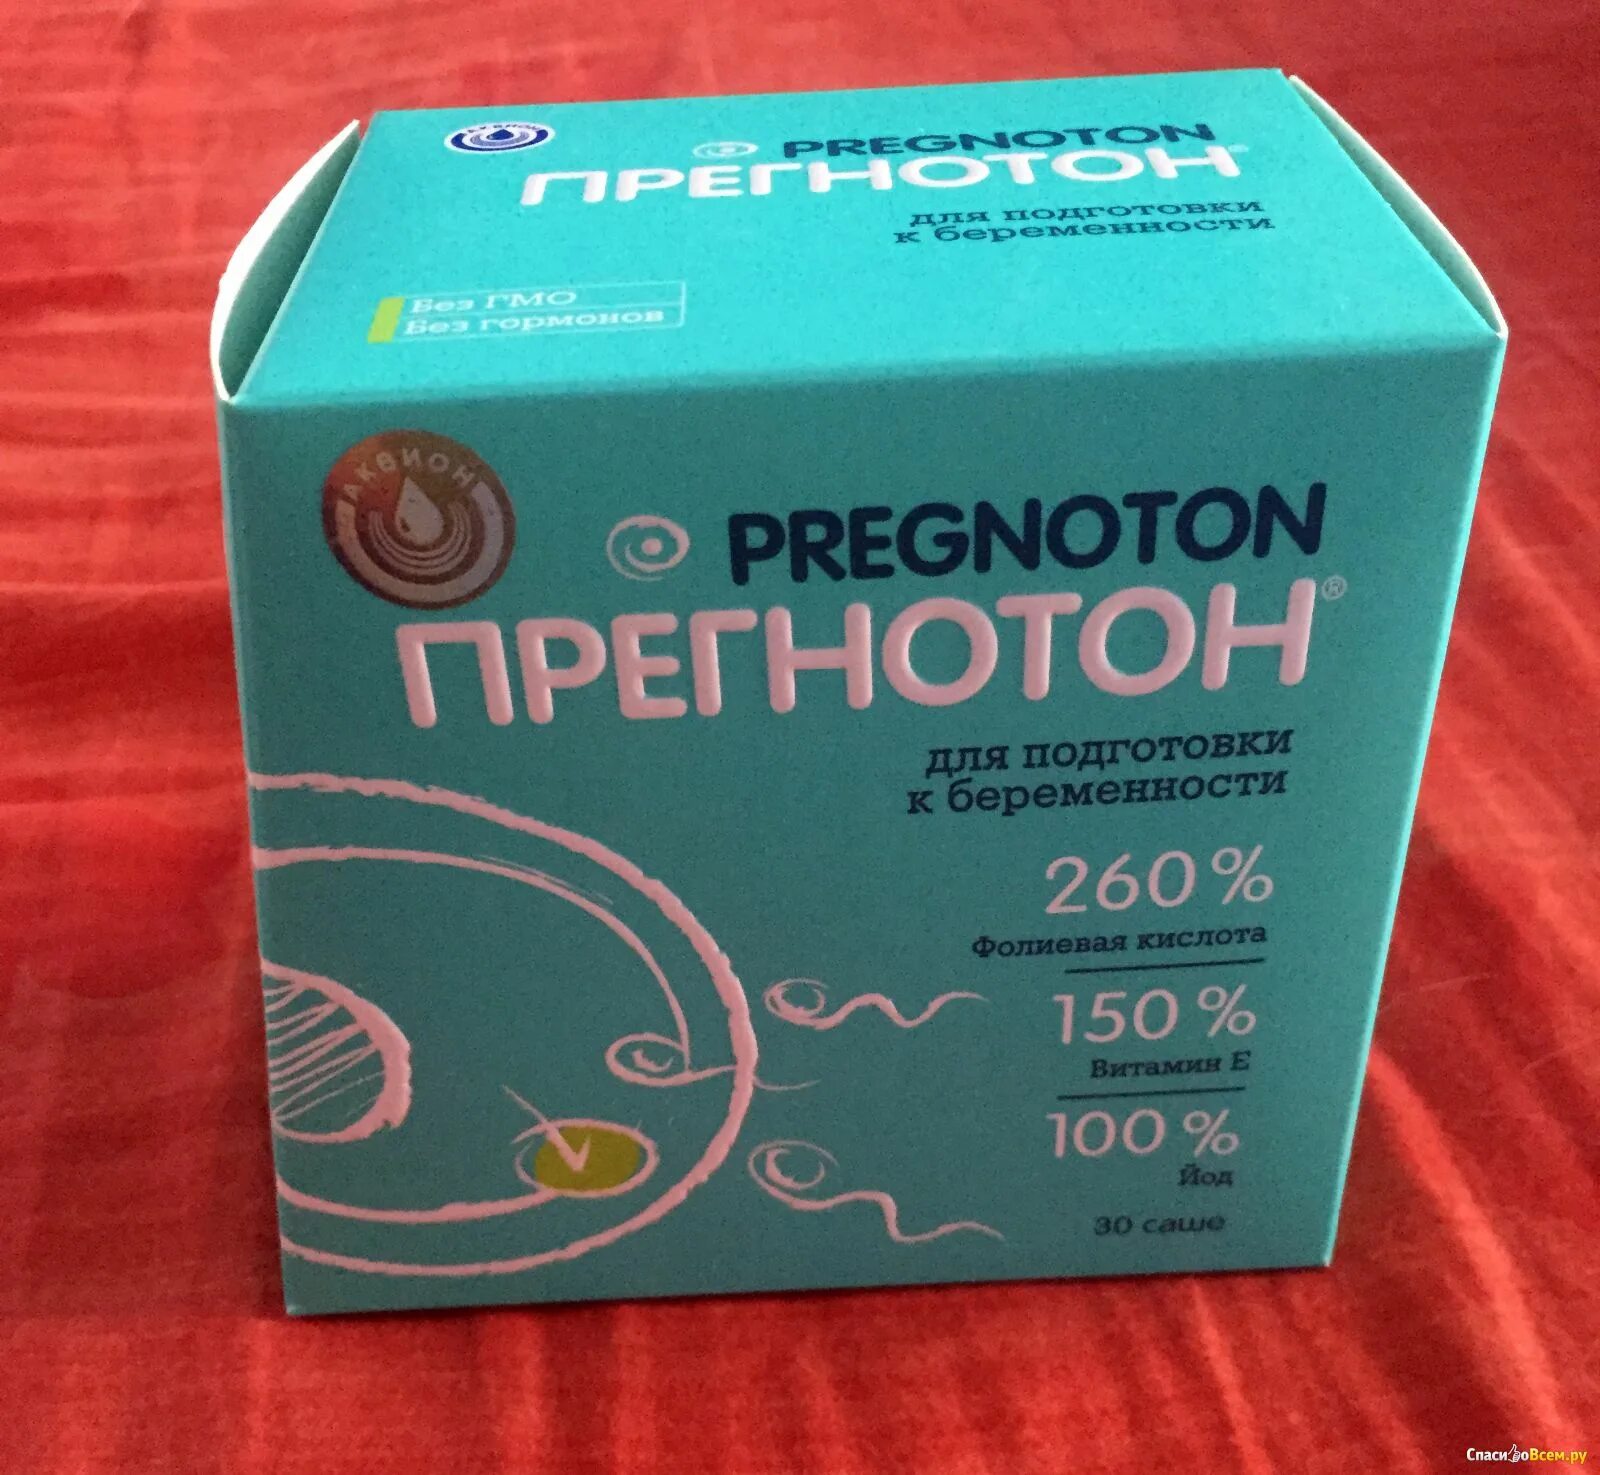 АКВИОН
PREGNOTON
ПРЕГНОТОН®
для подготовки
к беременности
Без ГМО
Без гормонов
АКВИОН
PREGNOTON
ПРЕГНОТОН®
для подготовки
к беременности
260 %
Фолиевая кислота
150 %
Витамин Е
100 %
Йод
30 саше
СпасибоВсем.ру